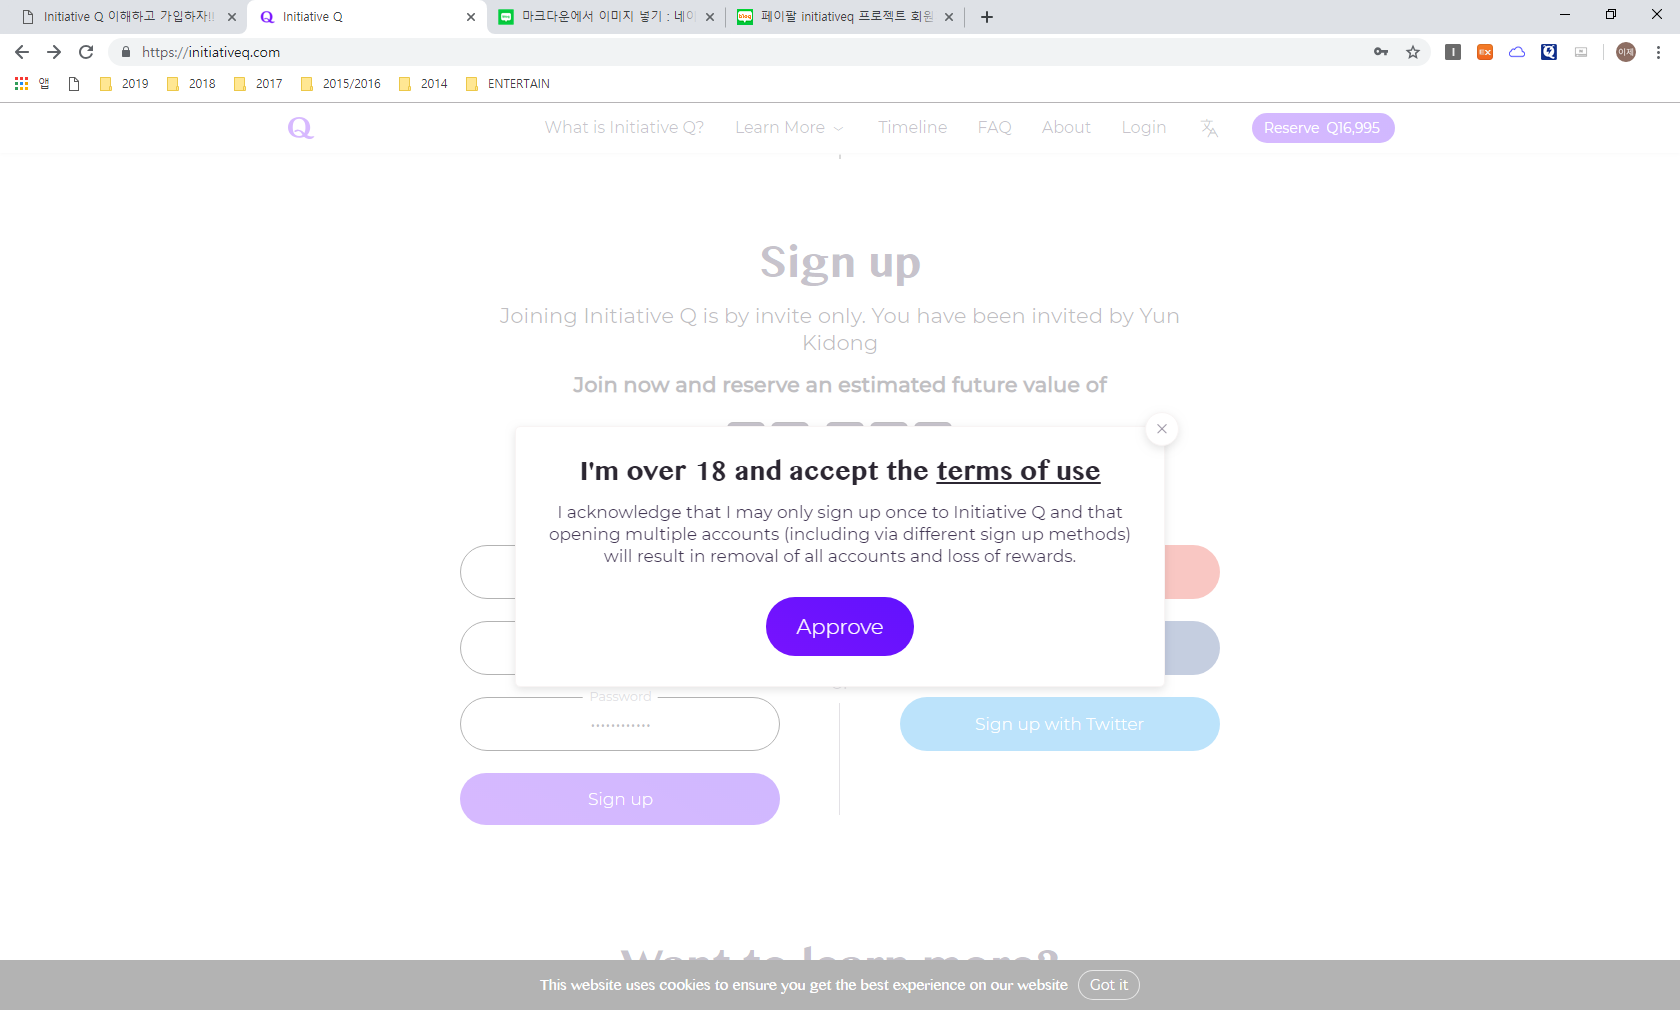 Initiative Q 이해하고 가입하자!!
Initiative Q
마크다운에서 이미지 넣기 : 네이
페이팔 initiativeq 프로젝트 회원
https://initiativeq.com
앱
2019
2018
2017
2015/2016
2014
ENTERTAIN
이제
Q
What is Initiative Q?
Learn More
Timeline
FAQ
About
Login
Reserve Q16,995
Sign up
Joining Initiative Q is by invite only. You have been invited by Yun
Kidong
Join now and reserve an estimated future value of
I'm over 18 and accept the terms of use
I acknowledge that I may only sign up once to Initiative Q and that
opening multiple accounts (including via different sign up methods)
will result in removal of all accounts and loss of rewards.
Approve
Password
Sign up with Twitter
Sign up
Want to learn more?
This website uses cookies to ensure you get the best experience on our website
Got it